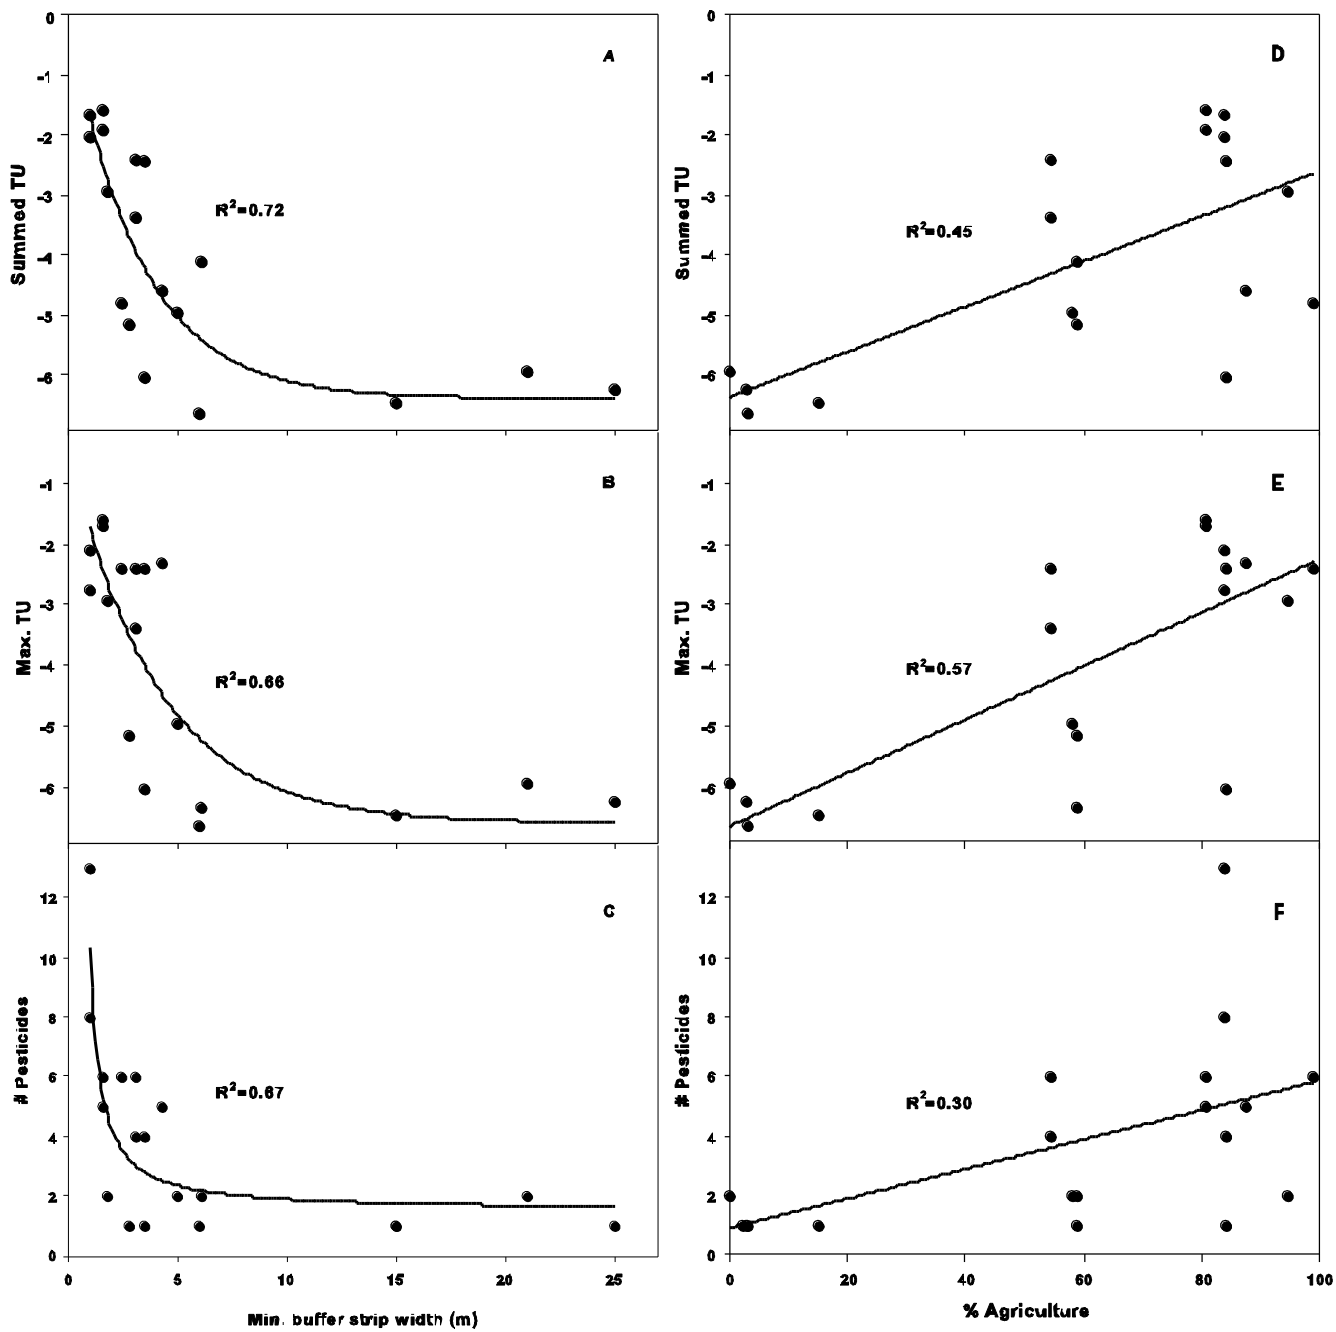 0
-1
-2
-3
-4
-5
-6
Summed TU
A
R²=0.72
0
-1
-2
-3
-4
-5
-6
Summed TU
D
R²=0.45
-1
-2
-3
-4
-5
-6
Max. TU
B
R²=0.66
-1
-2
-3
-4
-5
-6
Max. TU
E
R²=0.57
12
10
8
6
4
2
0
# Pesticides
C
R²=0.67
0 5 10 15 20 25
Min. buffer strip width (m)
12
10
8
6
4
2
0
# Pesticides
F
R²=0.30
0 20 40 60 80 100
% Agriculture